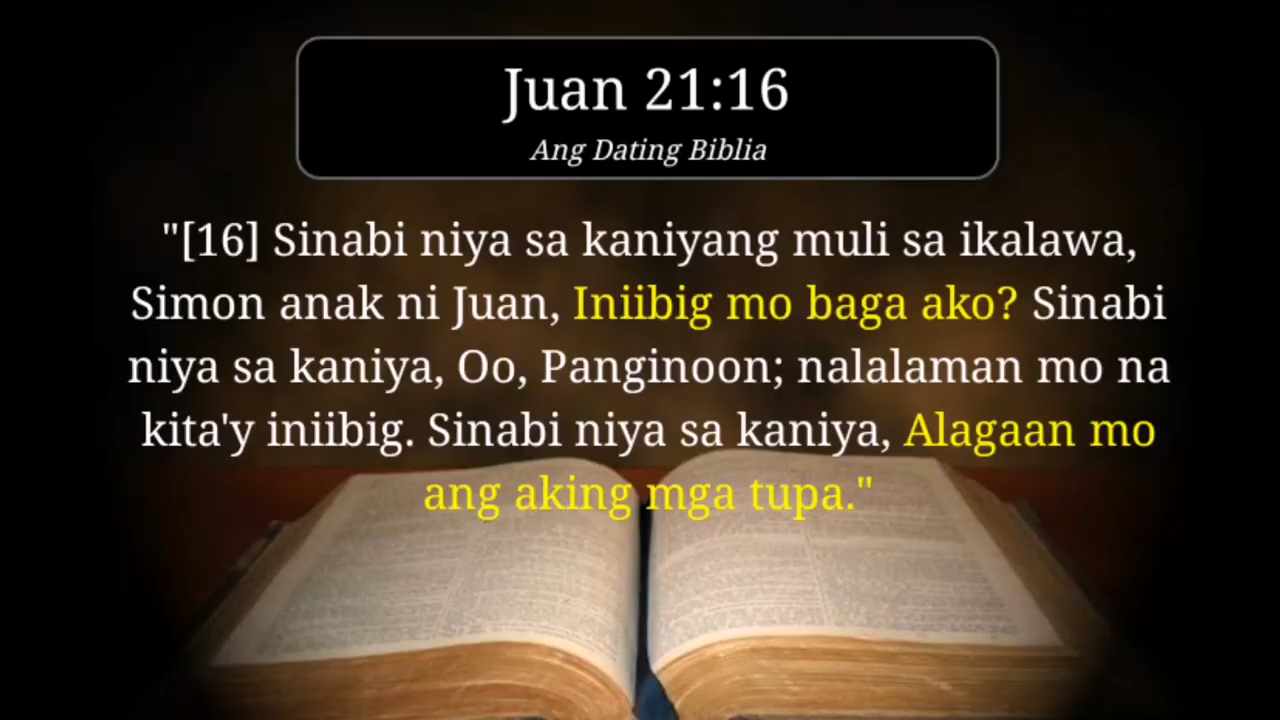 Juan 21:16
Ang Dating Biblia
"[16] Sinabi niya sa kaniyang muli sa ikalawa,
Simon anak ni Juan, Iniibig mo baga ako? Sinabi
niya sa kaniya, Oo, Panginoon; nalalaman mo na
kita'y iniibig. Sinabi niya sa kaniya, Alagaan mo
ang aking mga tupa."